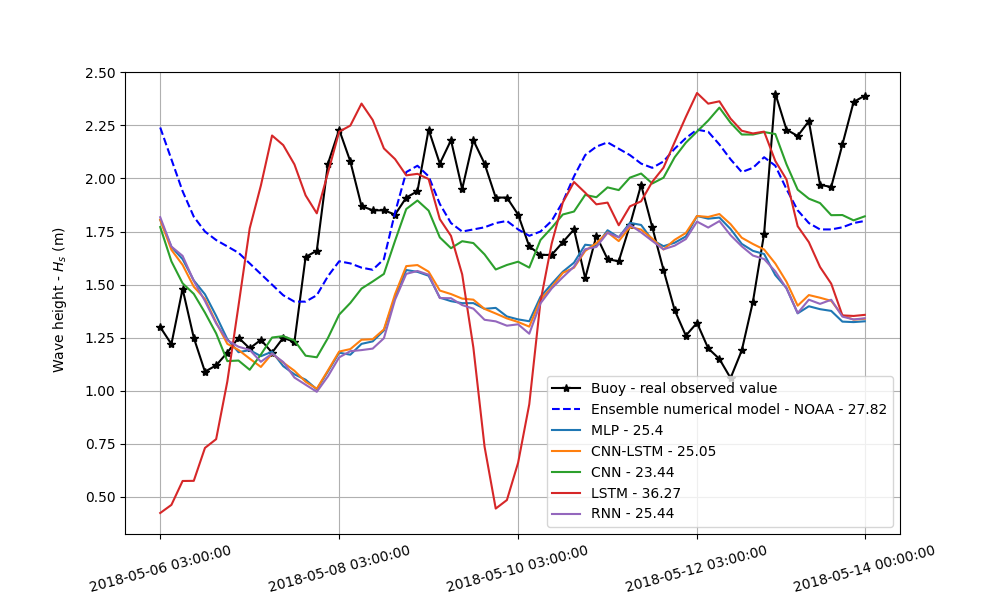 2.50
2.25
2.00
1.75
1.50
1.25
1.00
0.75
0.50
Wave height - Hs (m)
Buoy - real observed value
Ensemble numerical model - NOAA - 27.82
MLP - 25.4
CNN-LSTM - 25.05
CNN - 23.44
LSTM - 36.27
RNN - 25.44
2018-05-06 03:00:00
2018-05-08 03:00:00
2018-05-10 03:00:00
2018-05-12 03:00:00
2018-05-14 00:00:00